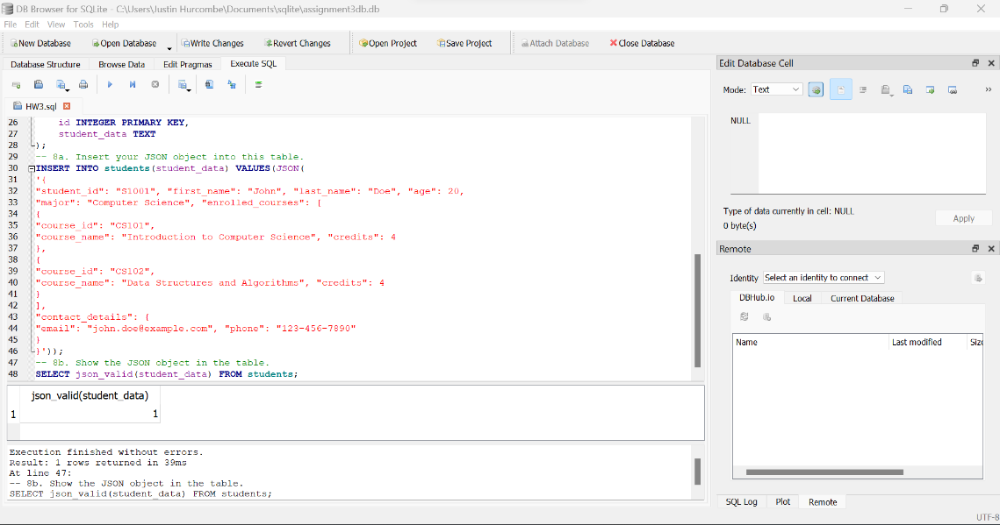 DB Browser for SQLite - C:\Users\Justin Hurcombe\Documents\sqlite\assignment3db.db
File Edit View Tools Help
New Database Open Database Write Changes Revert Changes Open Project Save Project Attach Database Close Database
Database Structure Browse Data Edit Pragmas Execute SQL
HW3.sql
26 id INTEGER PRIMARY KEY,
27 student_data TEXT
28 );
29 -- 8a. Insert your JSON object into this table.
30 INSERT INTO students(student_data) VALUES(JSON(
31 '{
32 "student_id": "S1001", "first_name": "John", "last_name": "Doe", "age": 20,
33 "major": "Computer Science", "enrolled_courses": [
34 {
35 "course_id": "CS101",
36 "course_name": "Introduction to Computer Science", "credits": 4
37 },
38 {
39 "course_id": "CS102",
40 "course_name": "Data Structures and Algorithms", "credits": 4
41 }
42 ],
43 "contact_details": {
44 "email": "john.doe@example.com", "phone": "123-456-7890"
45 }
46 }'));
47 -- 8b. Show the JSON object in the table.
48 SELECT json_valid(student_data) FROM students;
json_valid(student_data)
1 1
Execution finished without errors.
Result: 1 rows returned in 39ms
At line 47:
-- 8b. Show the JSON object in the table.
SELECT json_valid(student_data) FROM students;
Edit Database Cell
Mode: Text
NULL
Type of data currently in cell: NULL
0 byte(s)
Apply
Remote
Identity Select an identity to connect
DBHub.io Local Current Database
Name Last modified Size
SQL Log Plot Remote
UTF-8